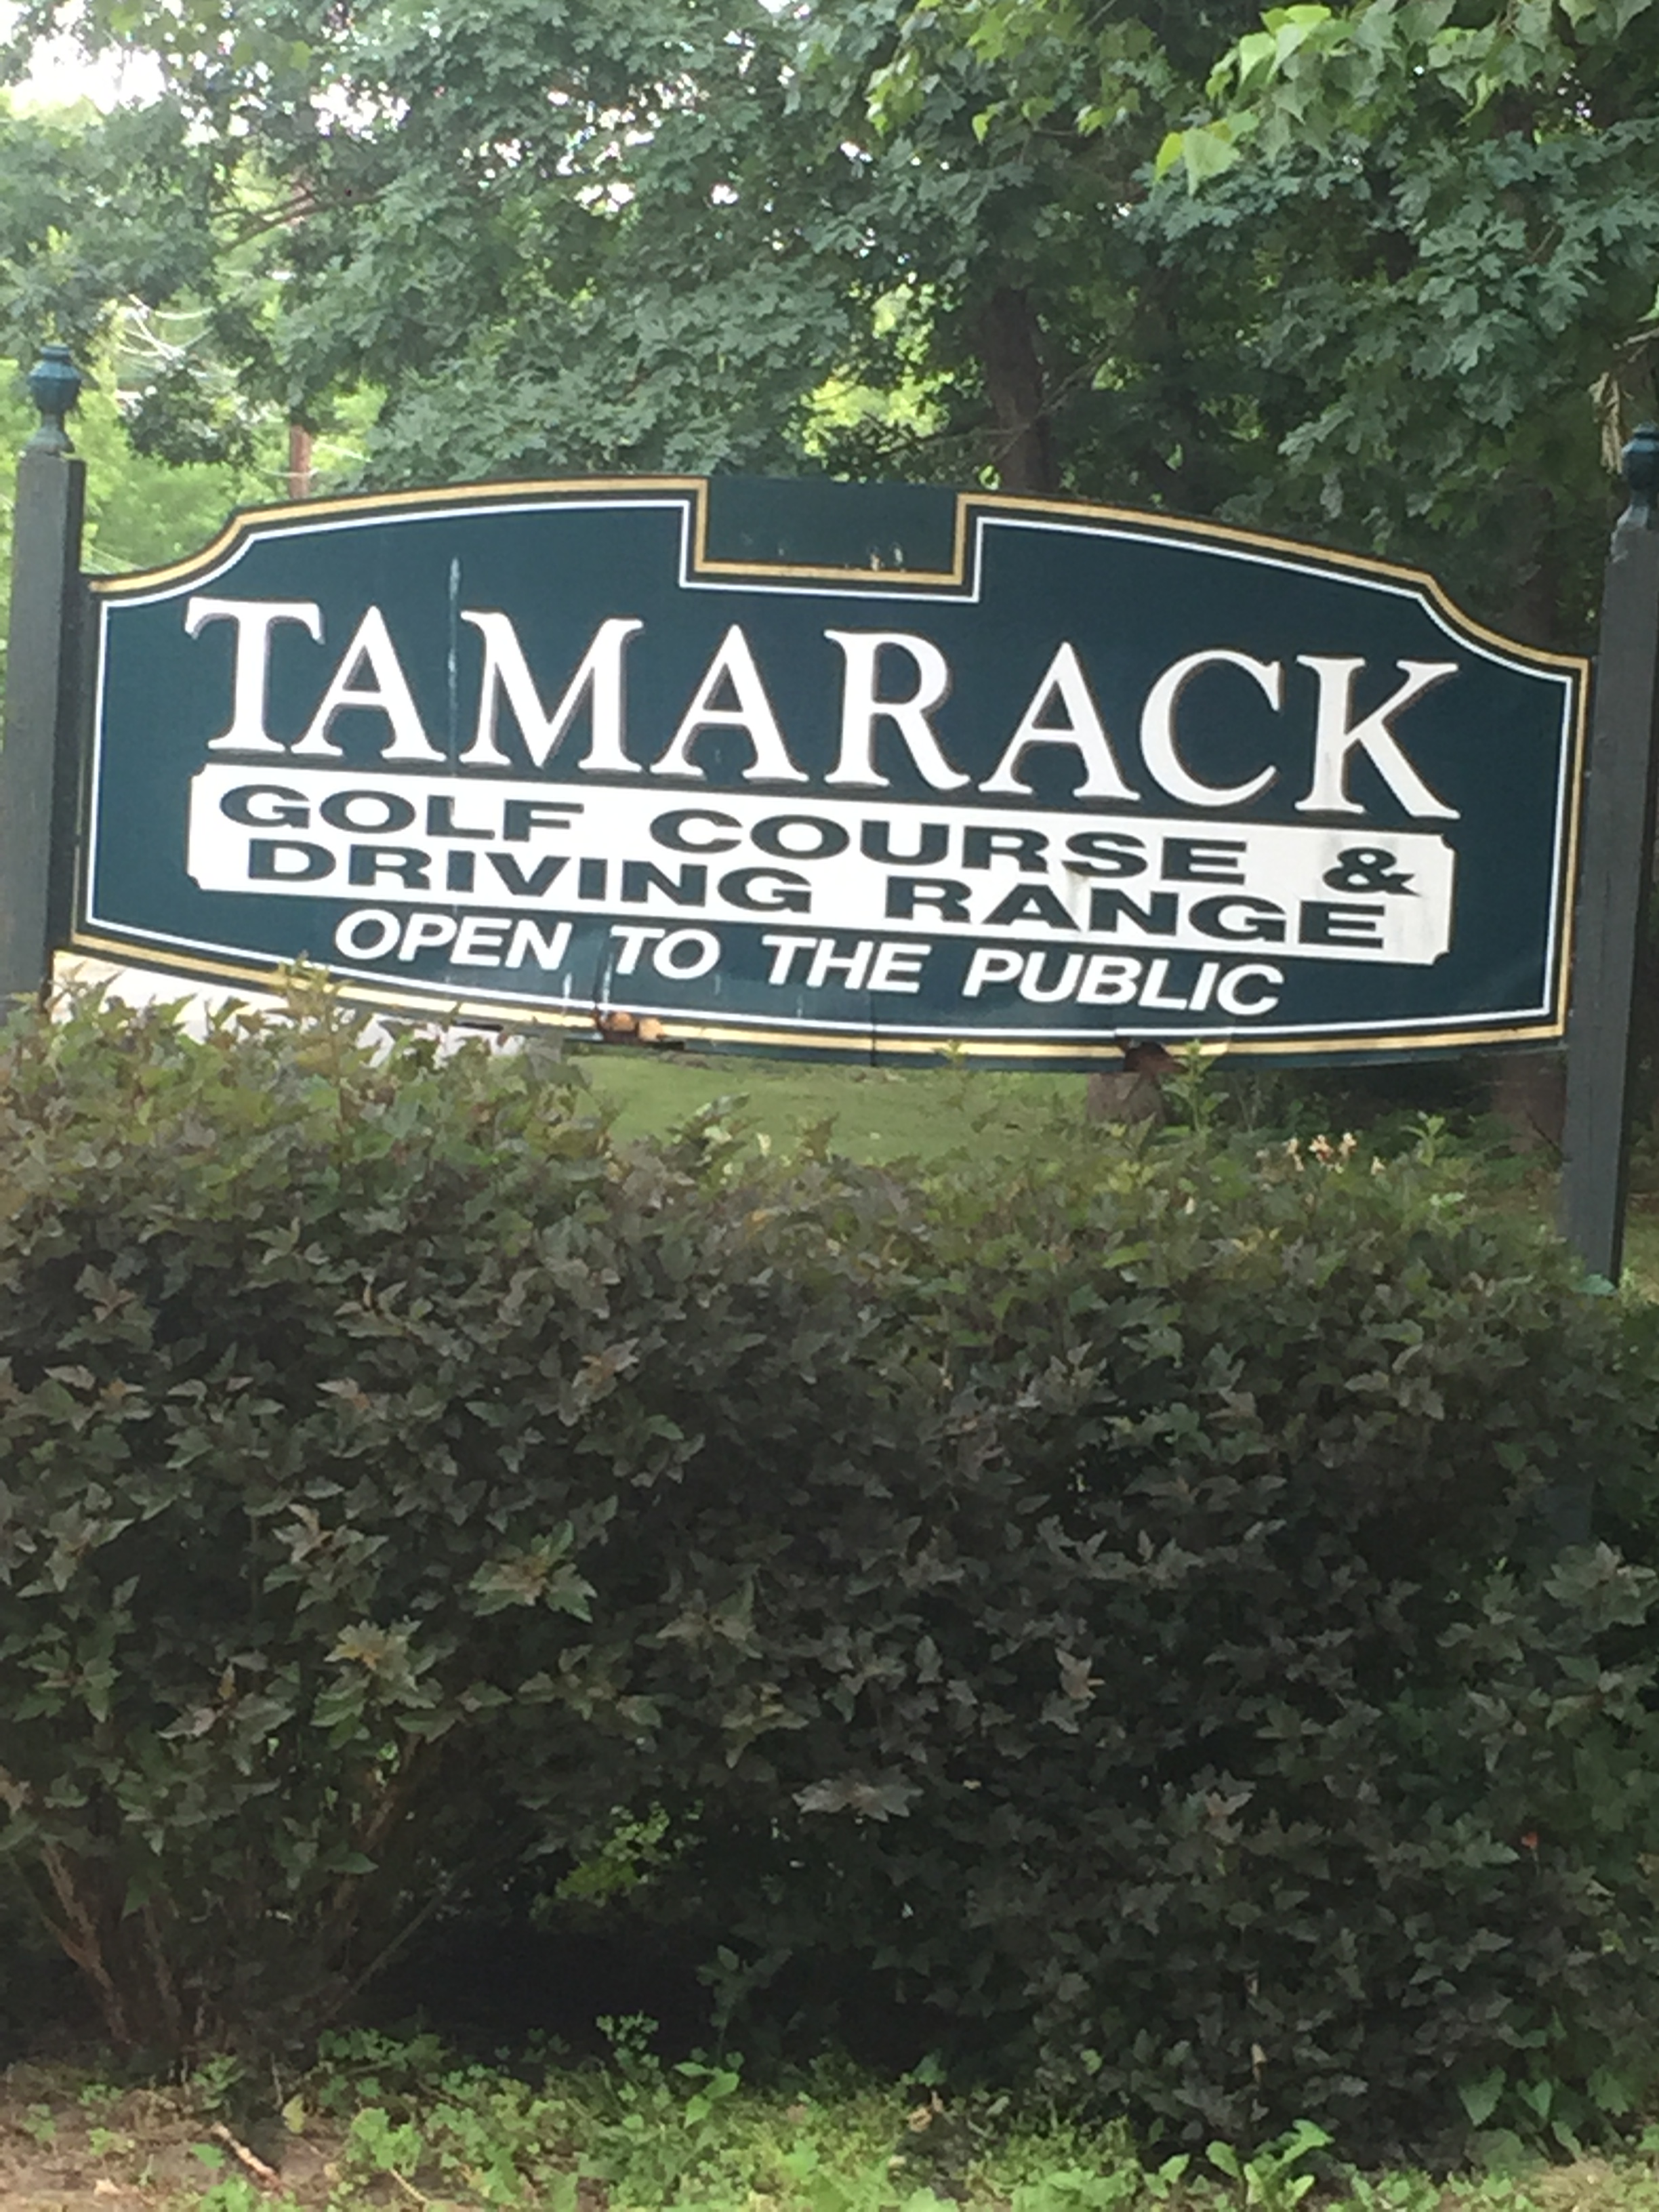 TAMARACK
GOLF COURSE &
DRIVING RANGE
OPEN TO THE PUBLIC